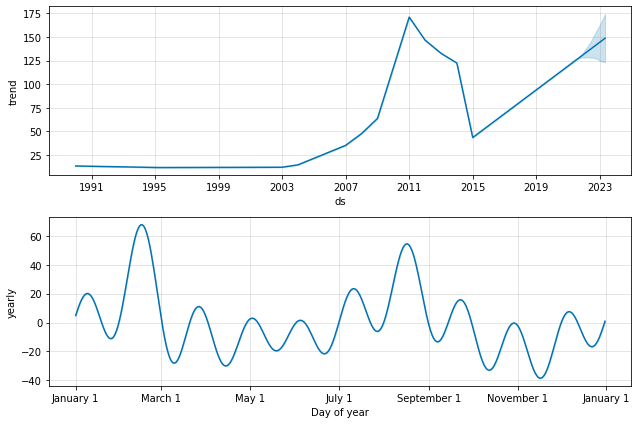 175
150
125
100
75
50
25
trend
1991 1995 1999 2003 2007 2011 2015 2019 2023
ds
60
40
20
0
−20
−40
yearly
January 1 March 1 May 1 July 1 September 1 November 1 January 1
Day of year